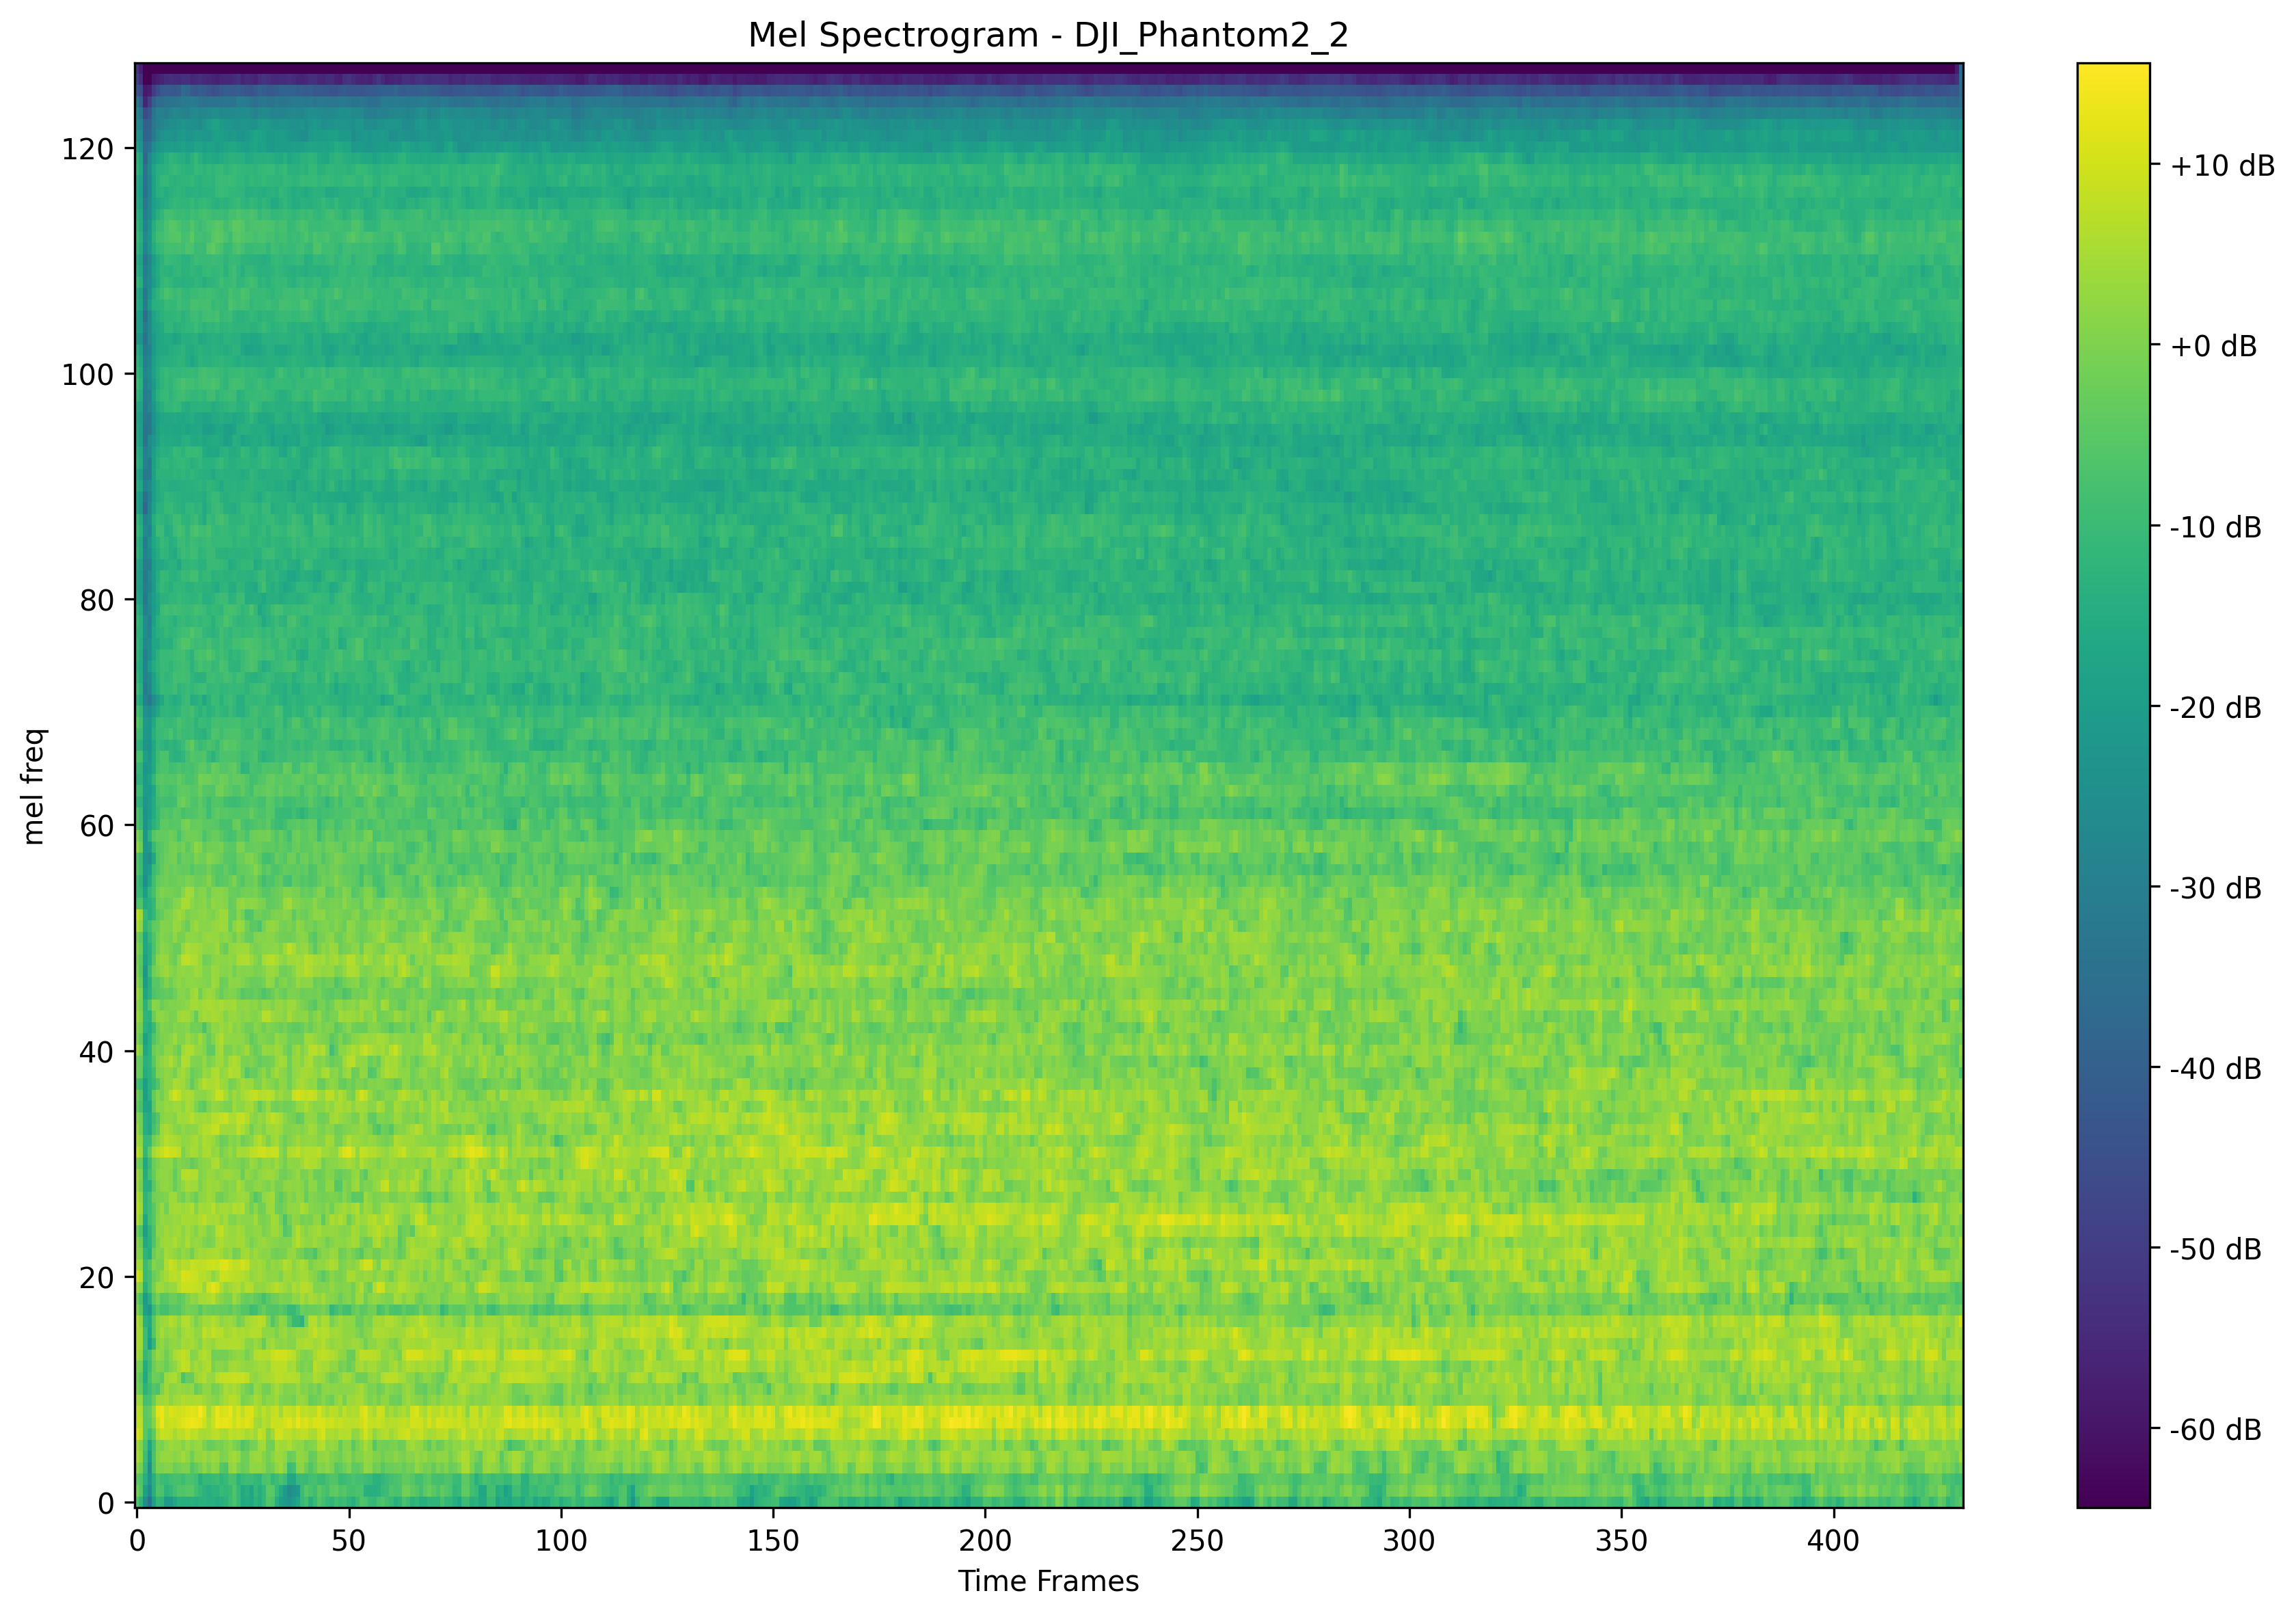 Mel Spectrogram - DJI_Phantom2_2
mel freq
120
100
80
60
40
20
0
0 50 100 150 200 250 300 350 400
Time Frames
+10 dB
+0 dB
-10 dB
-20 dB
-30 dB
-40 dB
-50 dB
-60 dB